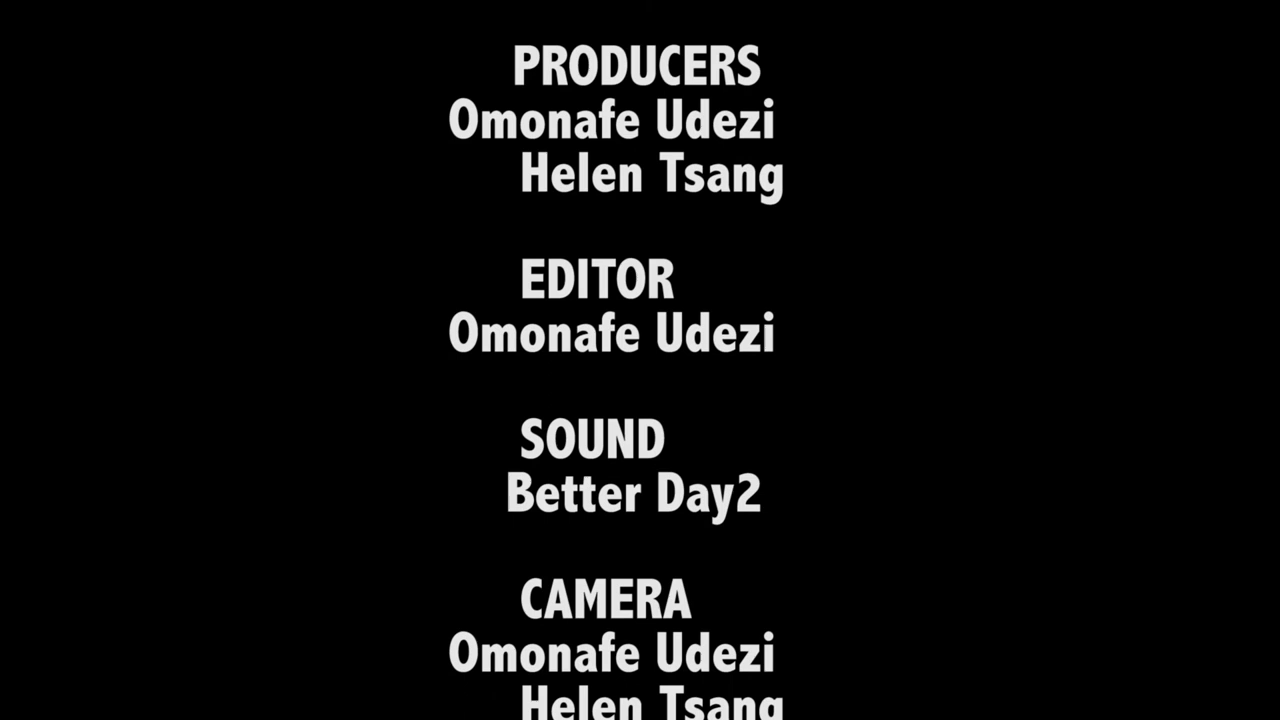 PRODUCERS
Omonafe Udezi
Helen Tsang
EDITOR
Omonafe Udezi
SOUND
Better Day2
CAMERA
Omonafe Udezi
Helen Tsang